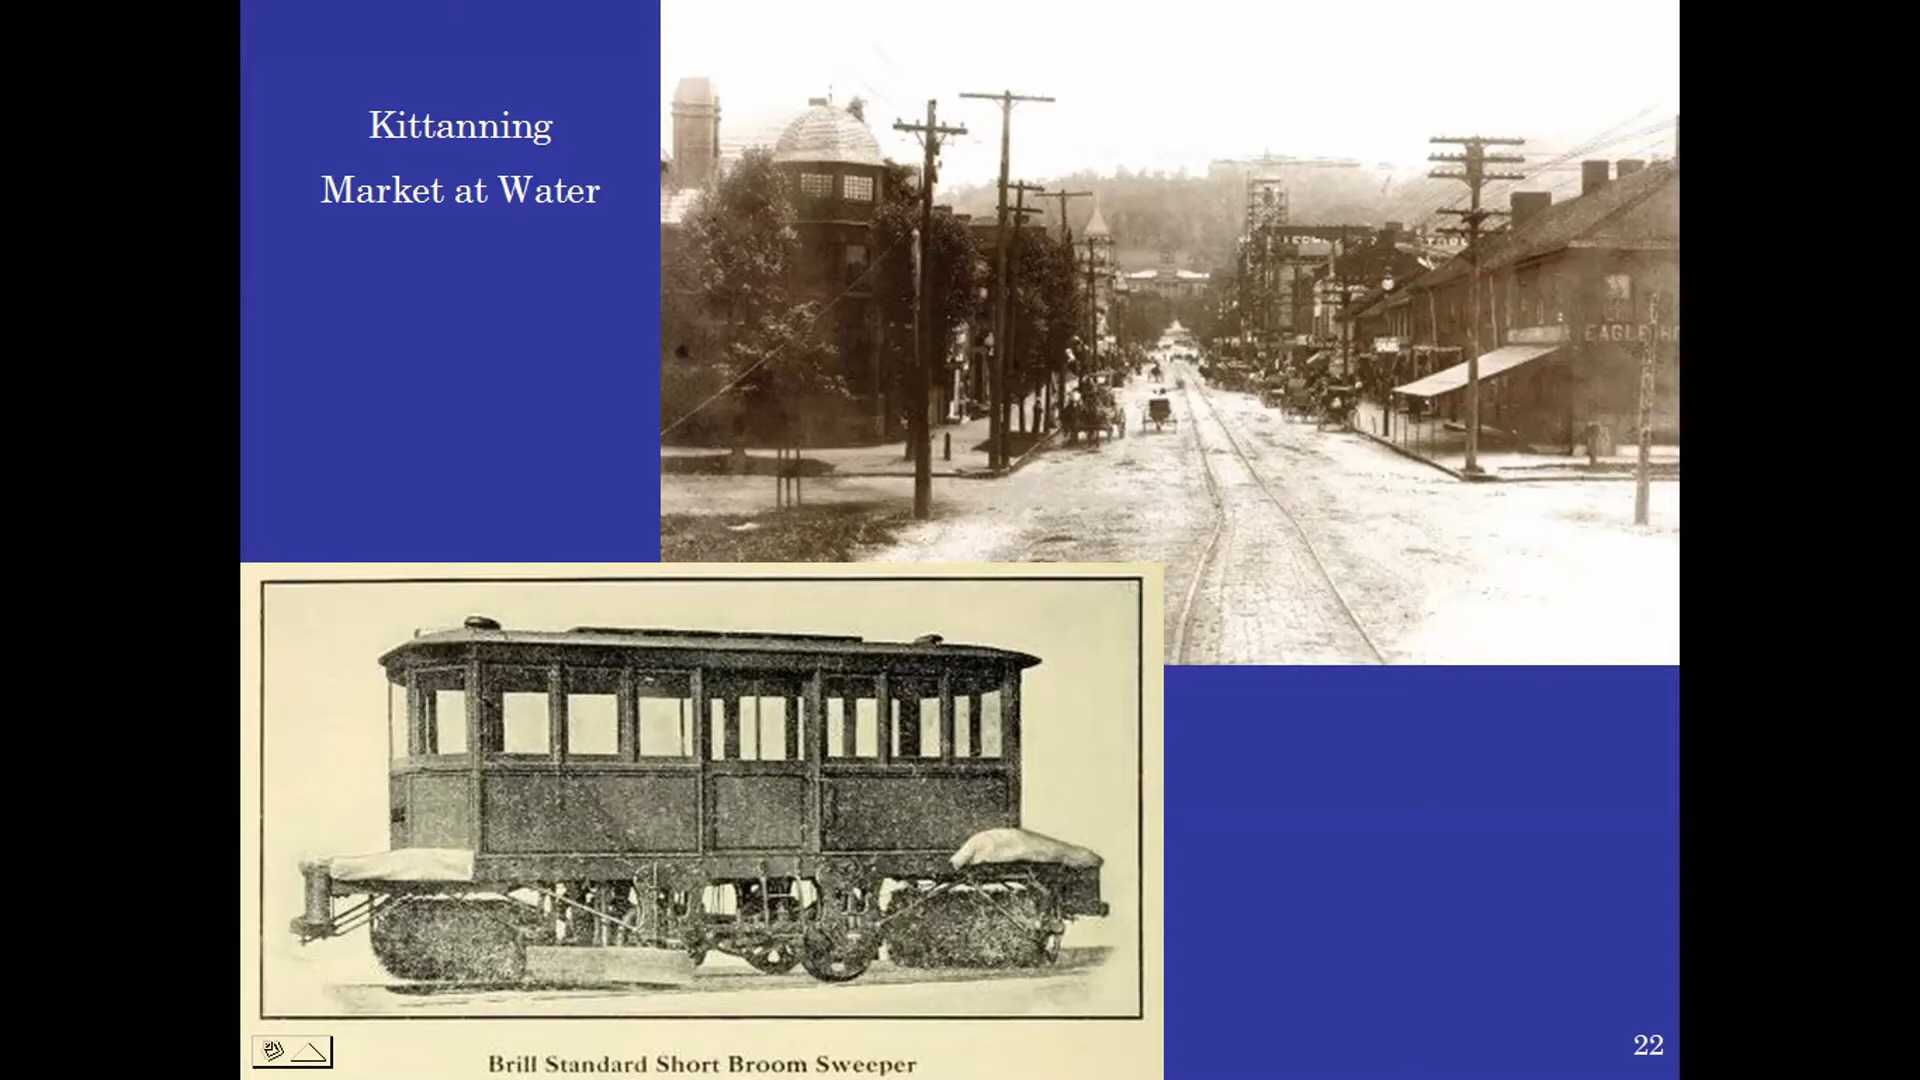 Kittanning
Market at Water
EAGLE
Brill Standard Short Broom Sweeper
22